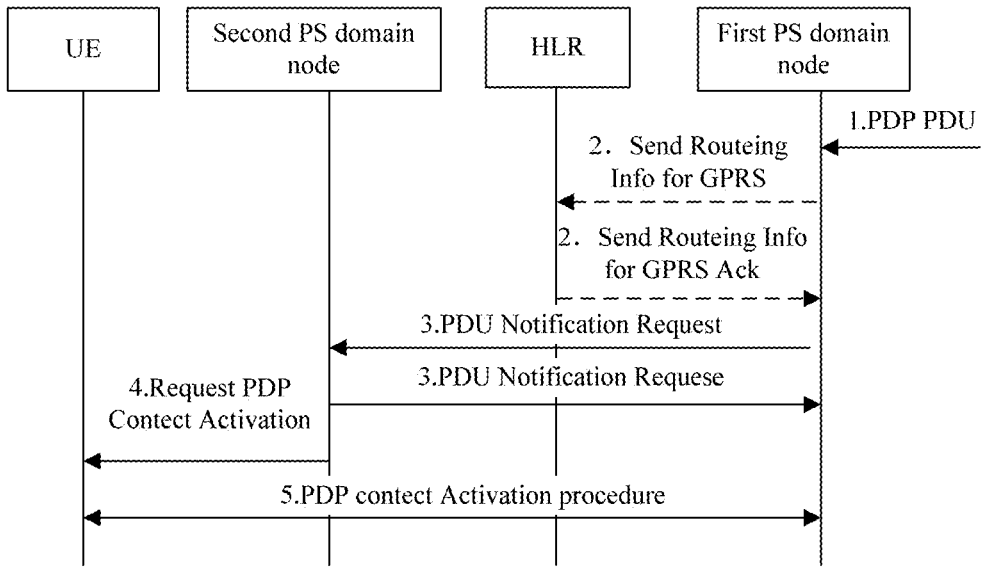 UE
Second PS domain
node
HLR
First PS domain
node
1.PDP PDU
2. Send Routeing
Info for GPRS
2. Send Routeing Info
for GPRS Ack
3.PDU Notification Request
3.PDU Notification Requese
4.Request PDP
Contect Activation
5.PDP contect Activation procedure